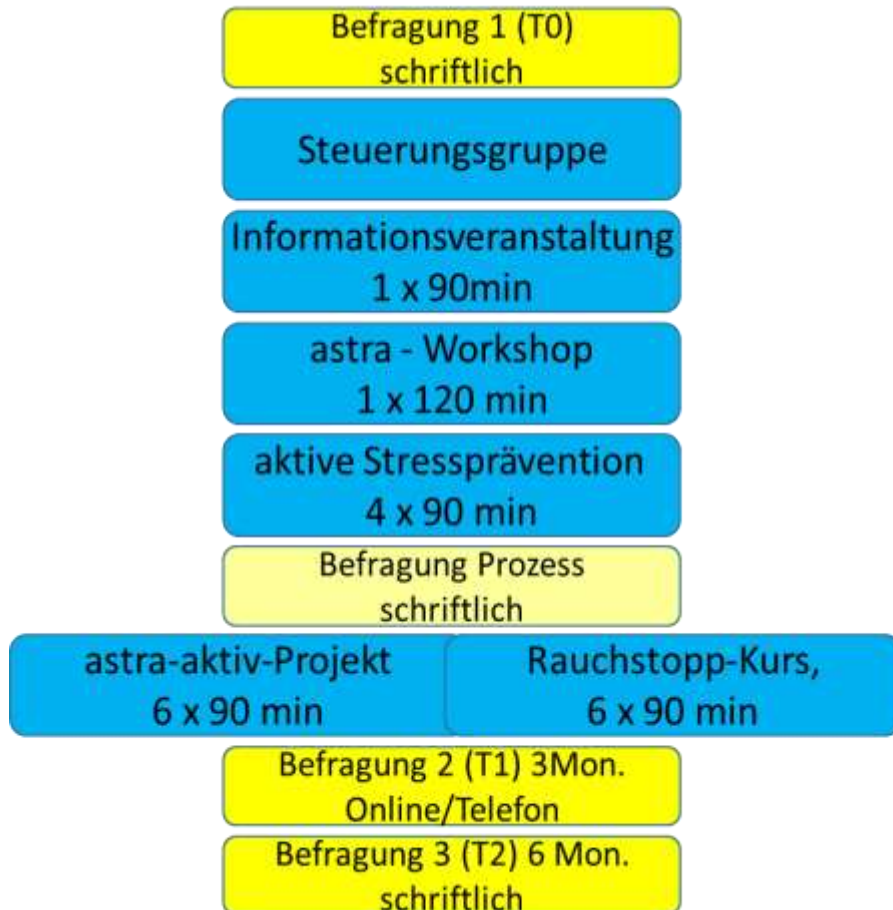 Befragung 1 (T0)
schriftlich
Steuerungsgruppe
Informationsveranstaltung
1 x 90min
astra - Workshop
1 x 120 min
aktive Stressprävention
4 x 90 min
Befragung Prozess
schriftlich
astra-aktiv-Projekt
6 x 90 min
Rauchstopp-Kurs,
6 x 90 min
Befragung 2 (T1) 3Mon.
Online/Telefon
Befragung 3 (T2) 6 Mon.
schriftlich